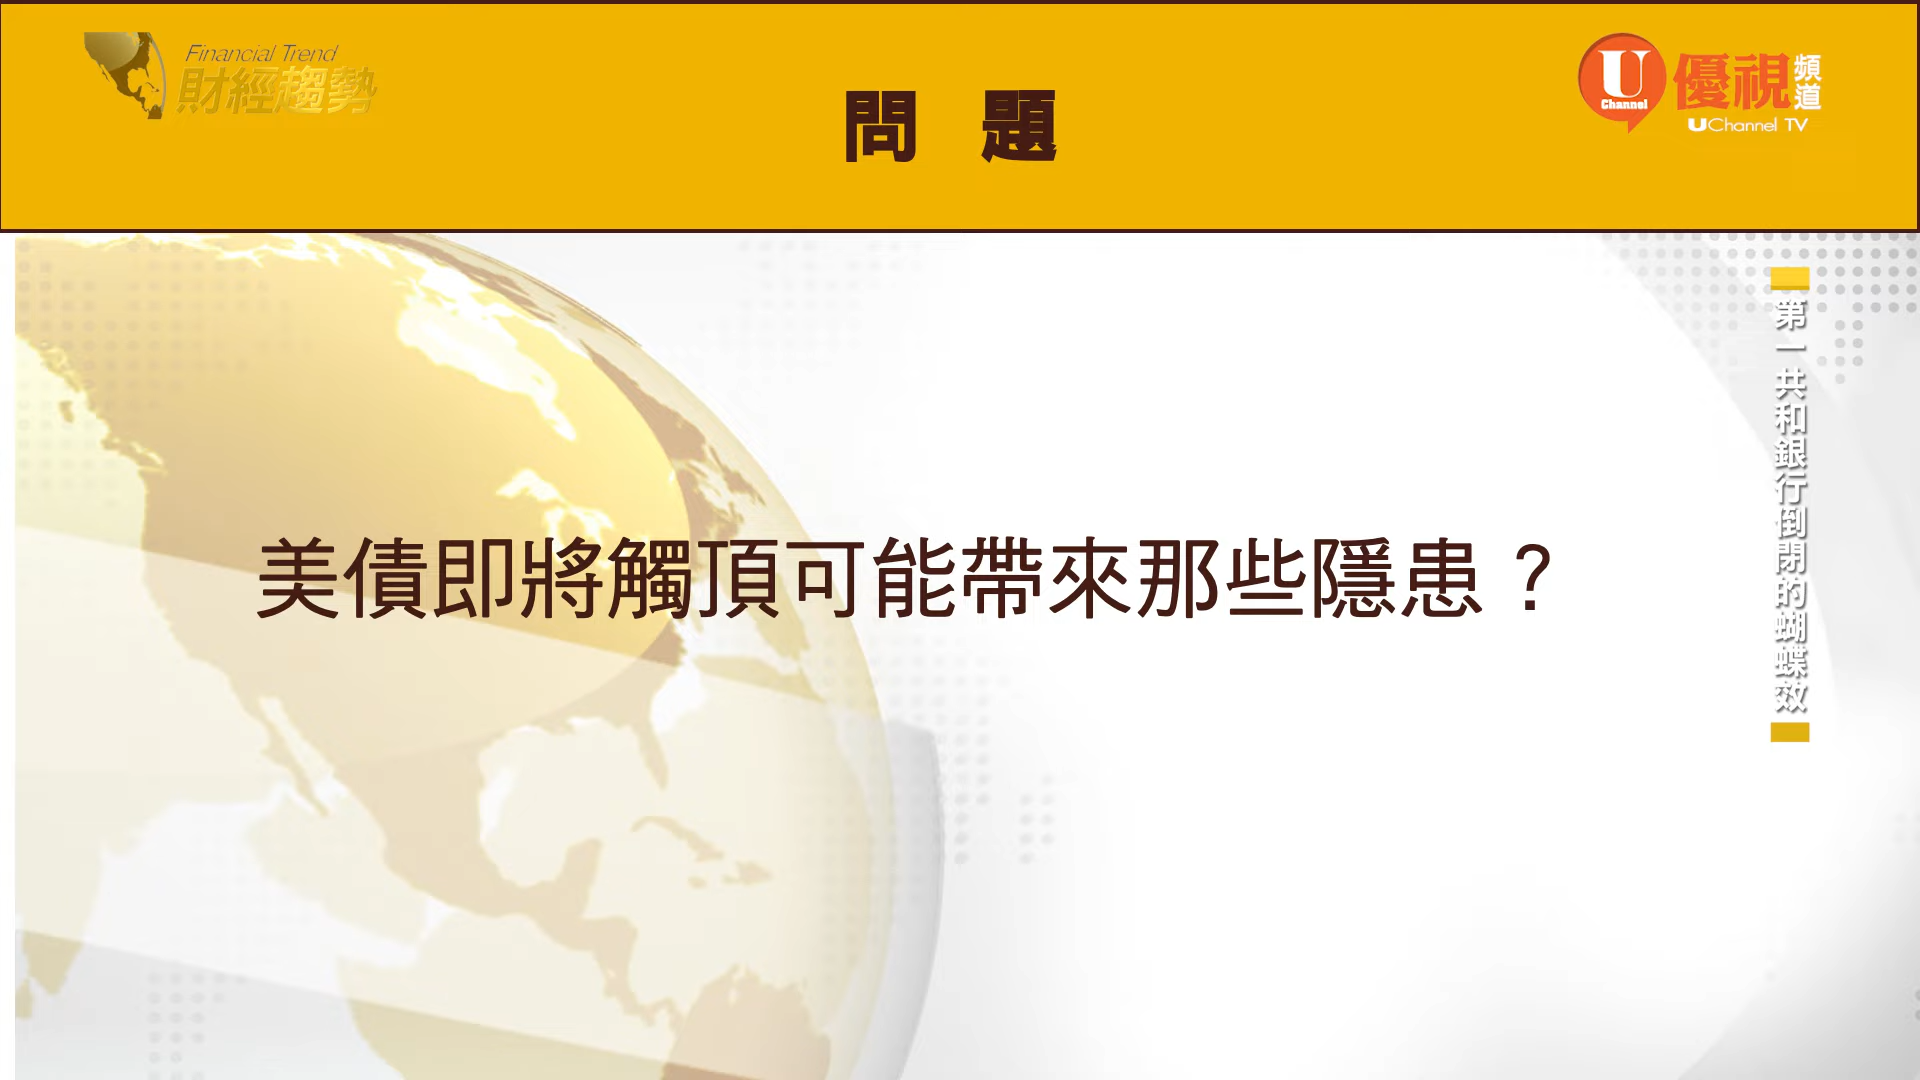 Financial Trend
財經趨勢
問 題
U
Channel
優視
頻道
UChannel TV
美債即將觸頂可能帶來那些隱患？
第一共和銀行倒閉的蝴蝶效